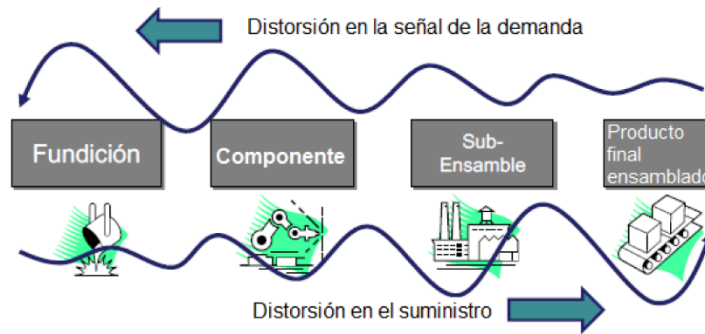 Distorsión en la señal de la demanda
Fundición
Componente
Sub-
Ensamble
Producto
final
ensamblado
Distorsión en el suministro